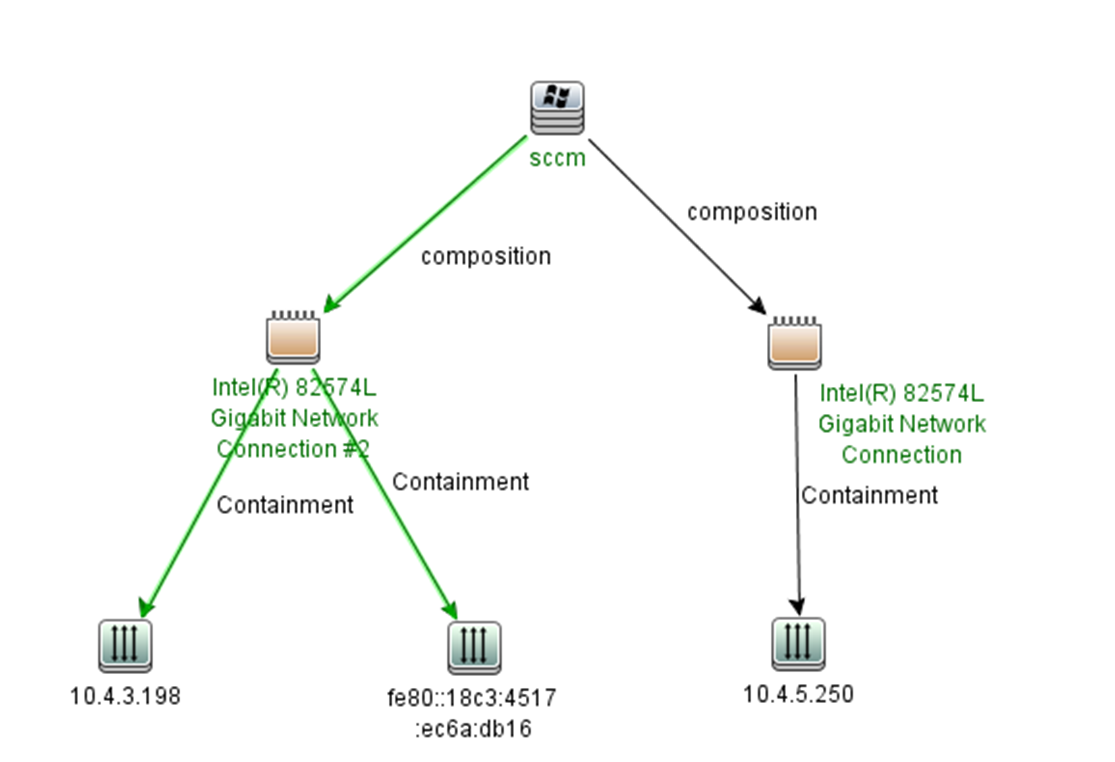 sccm
composition
composition
Intel(R) 82574L
Gigabit Network
Connection #2
Intel(R) 82574L
Gigabit Network
Connection
Containment
Containment
Containment
10.4.3.198
fe80::18c3:4517
:ec6a:db16
10.4.5.250